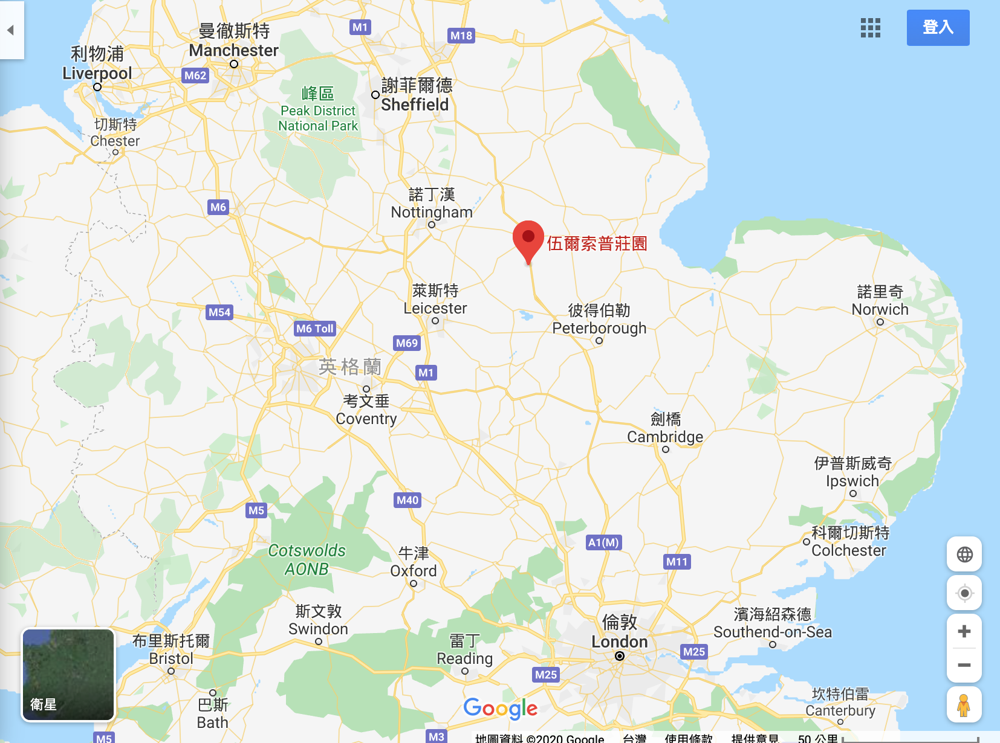 登入
曼徹斯特
Manchester
M1
M18
利物浦
Liverpool
M62
謝菲爾德
Sheffield
峰區
Peak District
National Park
切斯特
Chester
諾丁漢
Nottingham
M6
伍爾索普莊園
萊斯特
Leicester
諾里奇
Norwich
M54
彼得伯勒
Peterborough
M6 Toll
M69
英格蘭
M1
考文垂
Coventry
劍橋
Cambridge
伊普斯威奇
Ipswich
M40
M5
科爾切斯特
Colchester
A1(M)
Cotswolds
AONB
牛津
Oxford
M11
斯文敦
Swindon
倫敦
London
濱海紹森德
Southend-on-Sea
布里斯托爾
Bristol
雷丁
Reading
M25
M25
衛星
巴斯
Bath
Google
坎特伯雷
Canterbury
M5
M3
地圖資料 ©2020 Google 台灣 使用條款 提供意見 50 公里